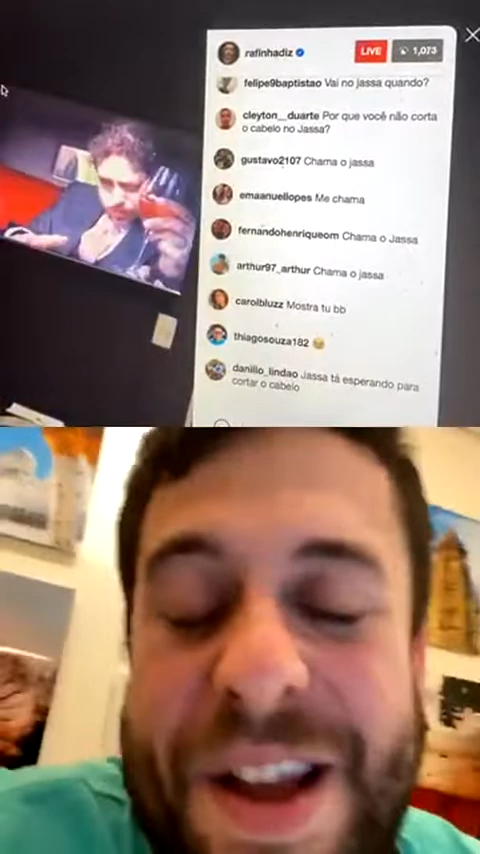 rafinhadiz
LIVE
1,073
felipe9baptistao Vai no jassa quando?
cleyton__duarte Por que você não corta
o cabelo no Jassa?
gustavo2107 Chama o jassa
emaanuellopes Me chama
fernandohenriqueom Chama o Jassa
arthur97_arthur Chama o jassa
carolbluzz Mostra tu bb
thiagosouza182 😂
danillo_lindao Jassa tá esperando para
cortar o cabelo